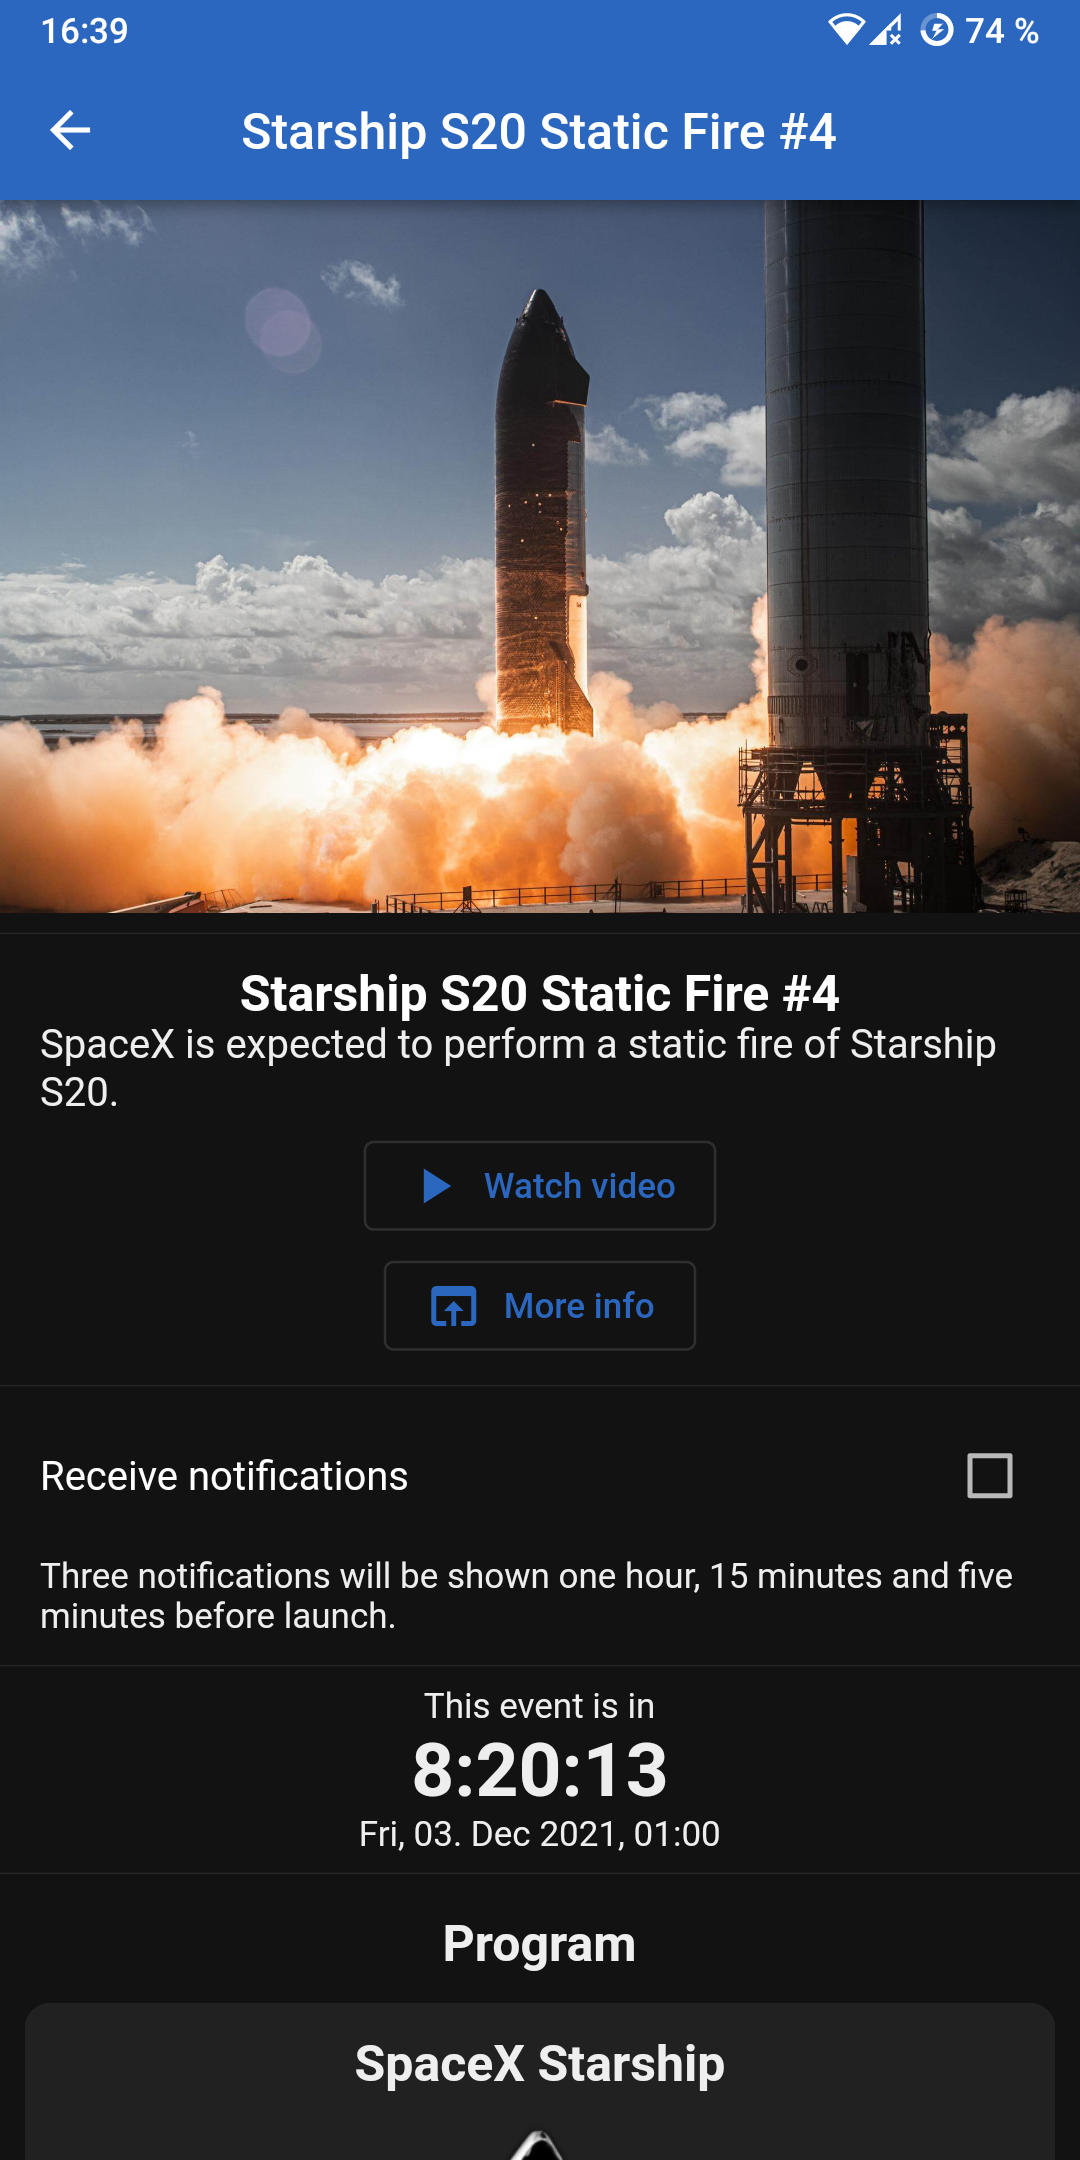 16:39
74 %
Starship S20 Static Fire #4
Starship S20 Static Fire #4
SpaceX is expected to perform a static fire of Starship
S20.
Watch video
More info
Receive notifications
Three notifications will be shown one hour, 15 minutes and five
minutes before launch.
This event is in
8:20:13
Fri, 03. Dec 2021, 01:00
Program
SpaceX Starship